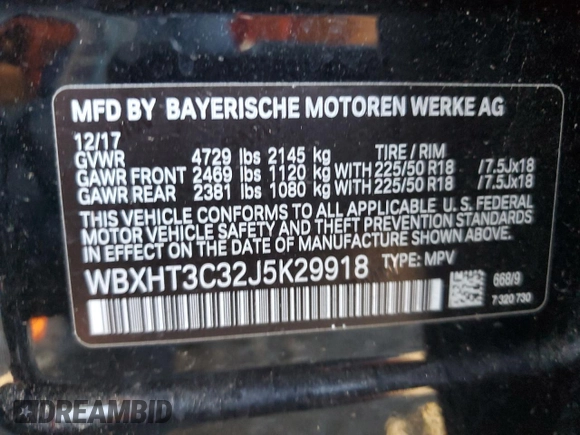 MFD BY BAYERISCHE MOTOREN WERKE AG
12/17
GVWR 4729 lbs 2145 kg TIRE / RIM
GAWR FRONT 2469 lbs 1120 kg WITH 225/50 R18 /7.5Jx18
GAWR REAR 2381 lbs 1080 kg WITH 225/50 R18 /7.5Jx18
THIS VEHICLE CONFORMS TO ALL APPLICABLE U. S. FEDERAL
MOTOR VEHICLE SAFETY AND THEFT PREVENTION STANDARDS
IN EFFECT ON THE DATE OF MANUFACTURE SHOWN ABOVE.
WBXHT3C32J5K29918 TYPE: MPV
668/9
7 320 730
DREAMBID